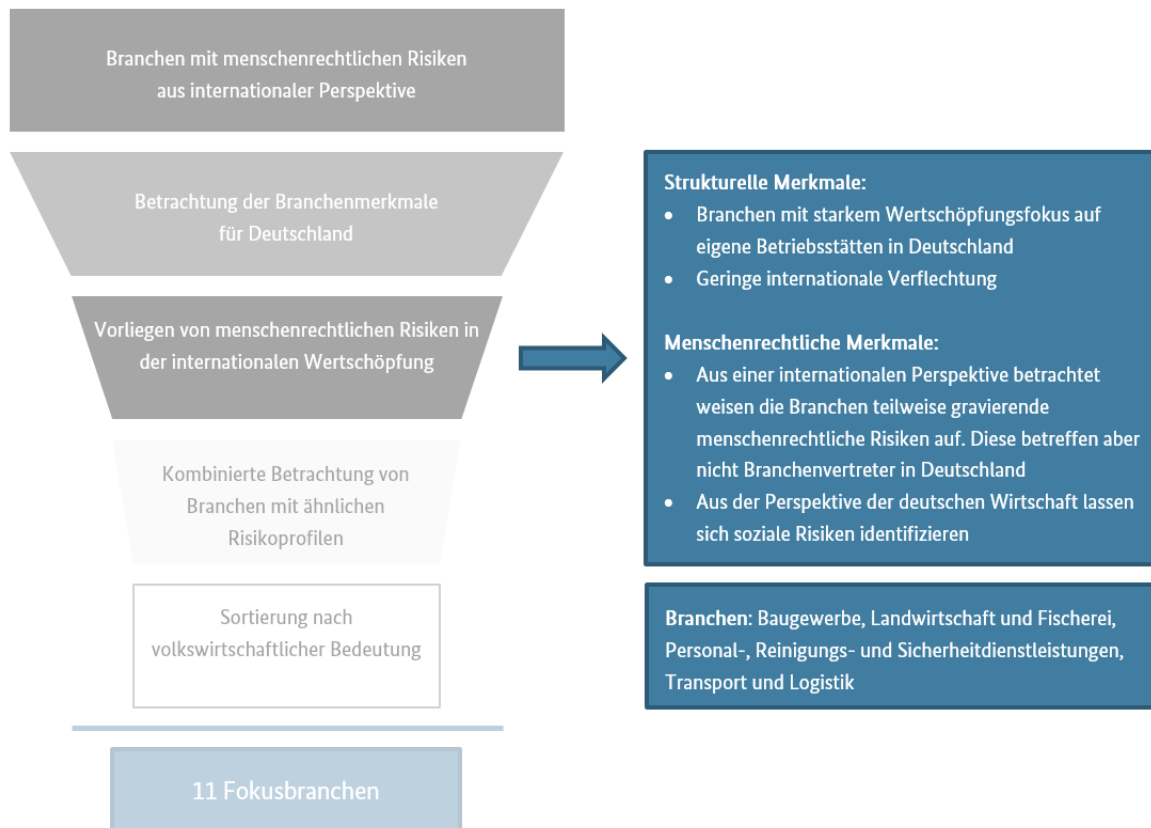 Branchen mit menschenrechtlichen Risiken
aus internationaler Perspektive
Betrachtung der Branchenmerkmale
für Deutschland
Vorliegen von menschenrechtlichen Risiken in
der internationalen Wertschöpfung
Kombinierte Betrachtung von
Branchen mit ähnlichen
Risikoprofilen
Sortierung nach
volkswirtschaftlicher Bedeutung
11 Fokusbranchen
Strukturelle Merkmale:
• Branchen mit starkem Wertschöpfungsfokus auf
eigene Betriebsstätten in Deutschland
• Geringe internationale Verflechtung
Menschenrechtliche Merkmale:
• Aus einer internationalen Perspektive betrachtet
weisen die Branchen teilweise gravierende
menschenrechtliche Risiken auf. Diese betreffen aber
nicht Branchenvertreter in Deutschland
• Aus der Perspektive der deutschen Wirtschaft lassen
sich soziale Risiken identifizieren
Branchen: Baugewerbe, Landwirtschaft und Fischerei,
Personal-, Reinigungs- und Sicherheitdienstleistungen,
Transport und Logistik